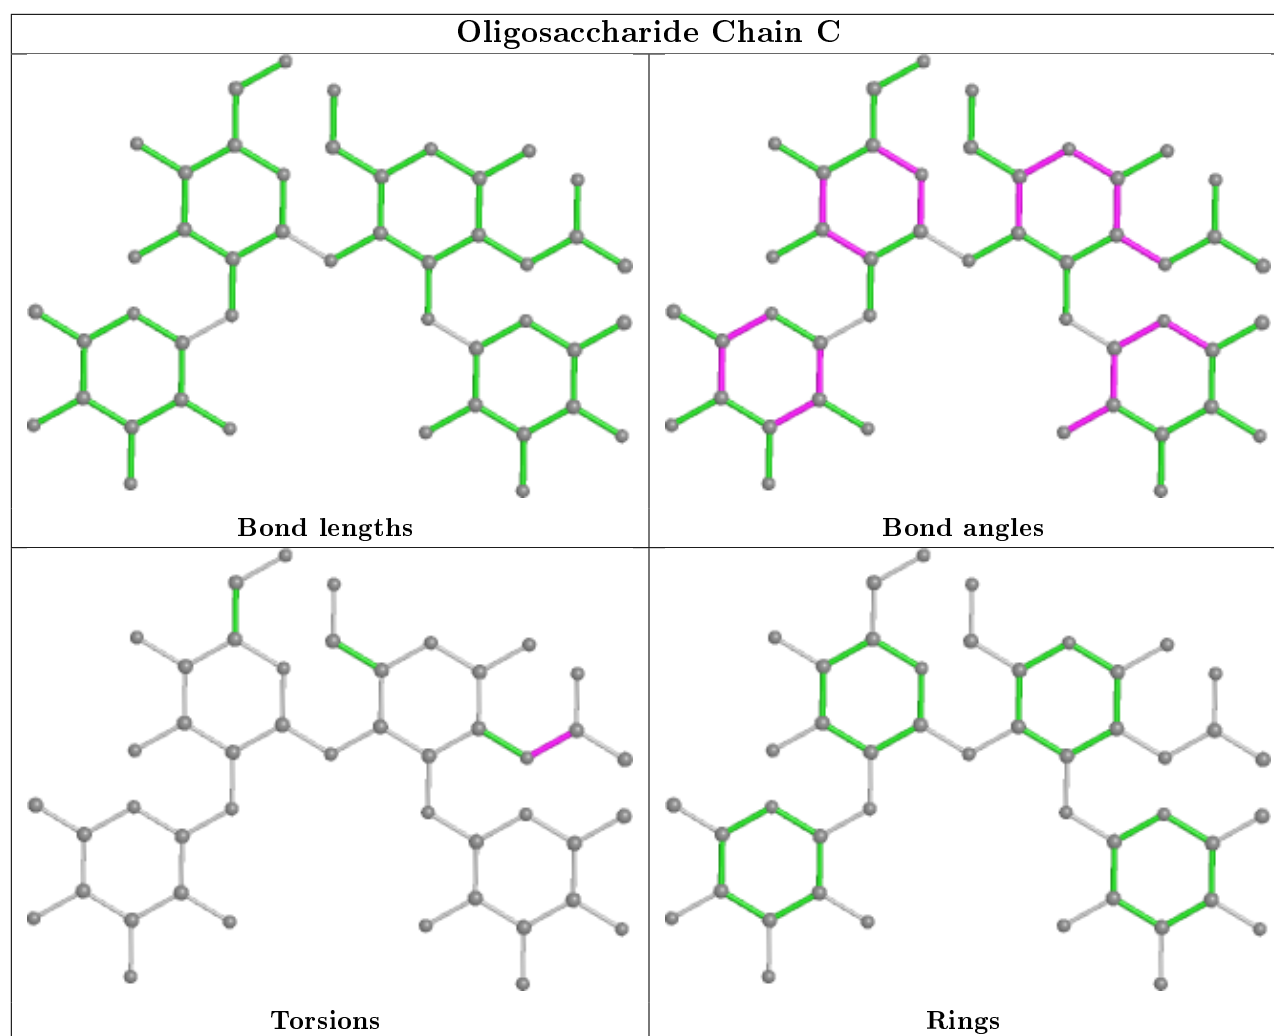 Oligosaccharide Chain C
Bond lengths
Bond angles
Torsions
Rings